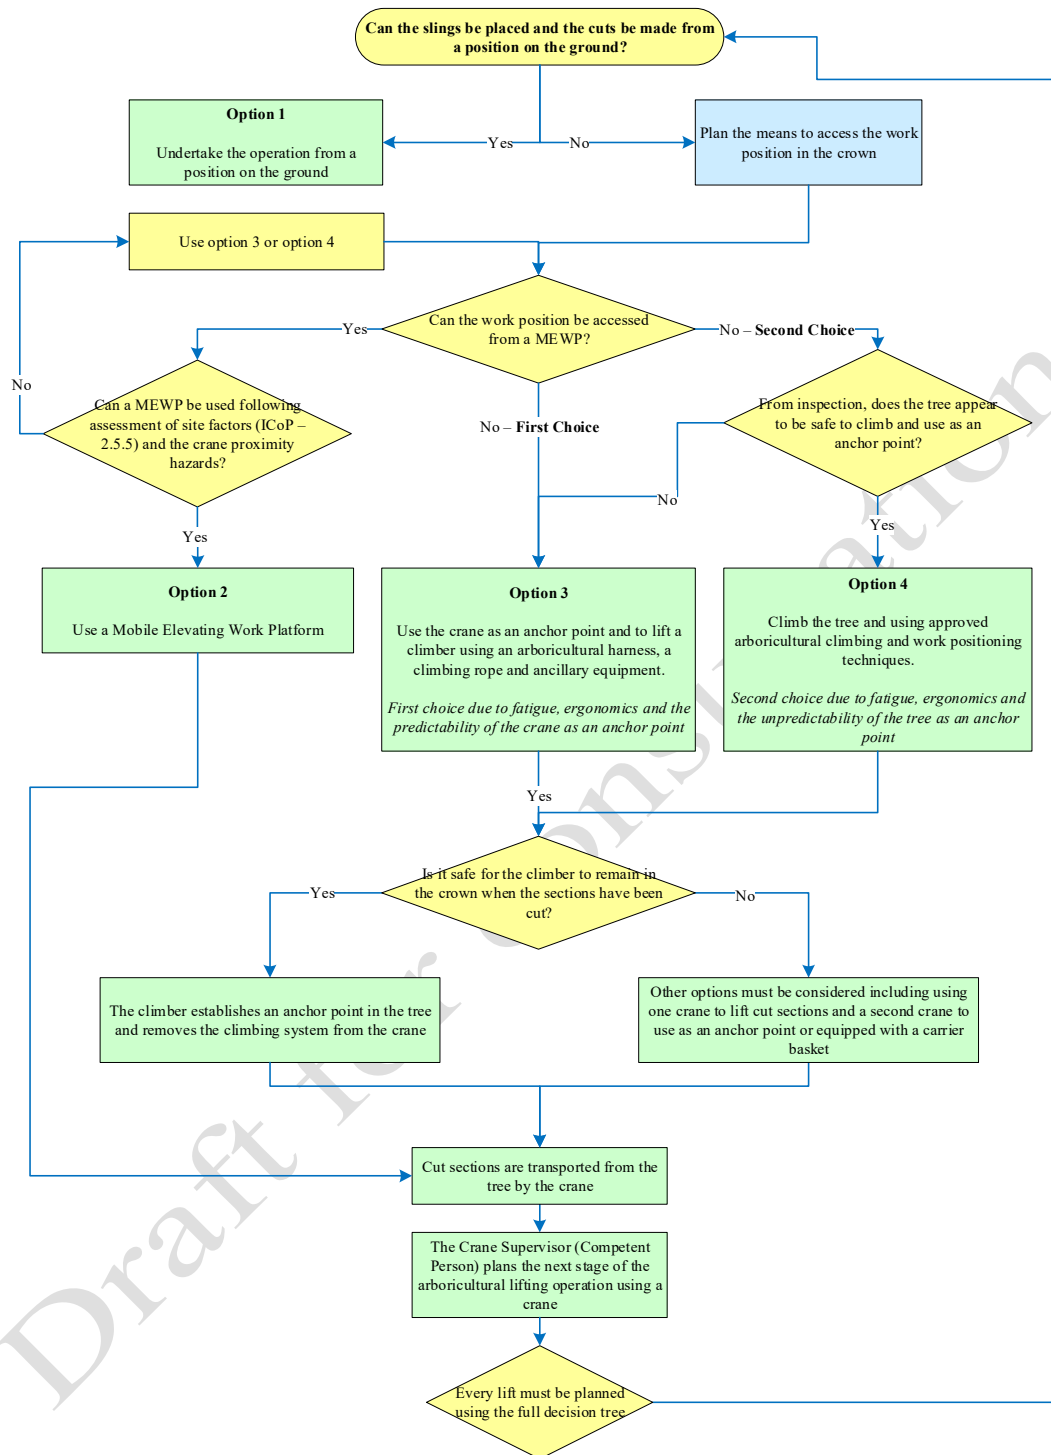 Can the slings be placed and the cuts be made from
a position on the ground?
Option 1
Undertake the operation from a
position on the ground
Yes
No
Plan the means to access the work
position in the crown
Use option 3 or option 4
Can the work position be accessed
from a MEWP?
Yes
No – Second Choice
No
Can a MEWP be used following
assessment of site factors (ICoP –
2.5.5) and the crane proximity
hazards?
No – First Choice
From inspection, does the tree appear
to be safe to climb and use as an
anchor point?
No
Yes
Yes
Option 2
Use a Mobile Elevating Work Platform
Option 3
Use the crane as an anchor point and to lift a
climber using an arboricultural harness, a
climbing rope and ancillary equipment.
First choice due to fatigue, ergonomics and the
predictability of the crane as an anchor point
Option 4
Climb the tree and using approved
arboricultural climbing and work positioning
techniques.
Second choice due to fatigue, ergonomics and
the unpredictability of the tree as an anchor
point
Yes
Is it safe for the climber to remain in
the crown when the sections have been
cut?
Yes
No
The climber establishes an anchor point in the tree
and removes the climbing system from the crane
Other options must be considered including using
one crane to lift cut sections and a second crane to
use as an anchor point or equipped with a carrier
basket
Cut sections are transported from the
tree by the crane
The Crane Supervisor (Competent
Person) plans the next stage of the
arboricultural lifting operation using a
crane
Every lift must be planned
using the full decision tree
Draft for Consultation